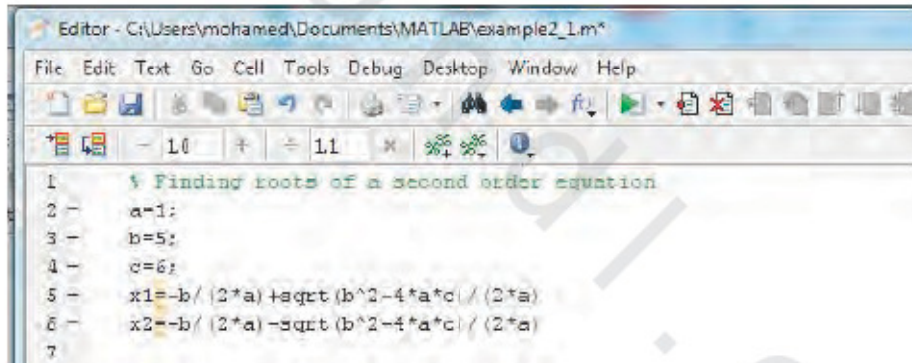 Editor - C:\Users\mohamed\Documents\MATLAB\example2_1.m*
File Edit Text Go Cell Tools Debug Desktop Window Help
- 1.0 + ÷ 1.1 ×
1 % Finding roots of a second order equation
2 - a=1;
3 - b=5;
4 - c=6;
5 - x1=-b/(2*a)+sqrt(b^2-4*a*c)/(2*a)
6 - x2=-b/(2*a)-sqrt(b^2-4*a*c)/(2*a)
7